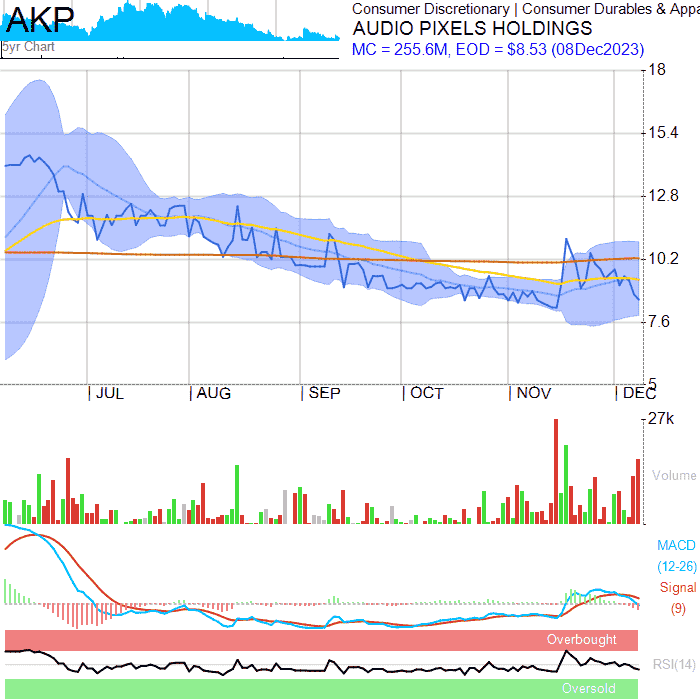 AKP
5yr Chart
Consumer Discretionary | Consumer Durables & Appa
AUDIO PIXELS HOLDINGS
MC = 255.6M, EOD = $8.53 (08Dec2023)
18
15.4
12.8
10.2
7.6
5
JUL AUG SEP OCT NOV DEC
27k
Volume
MACD
(12-26)
Signal
(9)
Overbought
RSI(14)
Oversold